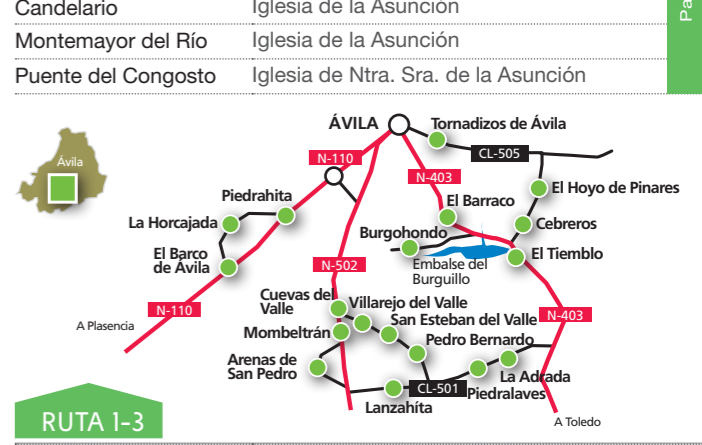 Candelario Iglesia de la Asunción
Montemayor del Río Iglesia de la Asunción
Puente del Congosto Iglesia de Ntra. Sra. de la Asunción
Ávila
ÁVILA
Tornadizos de Ávila
CL-505
N-110
N-403
El Hoyo de Pinares
Piedrahita
El Barraco
La Horcajada
Cebreros
Burgohondo
El Barco
de Ávila
El Tiemblo
N-502
Embalse del
Burguillo
Cuevas del
Valle
Villarejo del Valle
N-110
San Esteban del Valle
N-403
A Plasencia
Mombeltrán
Pedro Bernardo
Arenas de
San Pedro
La Adrada
CL-501
Piedralaves
Lanzahíta
A Toledo
RUTA 1-3